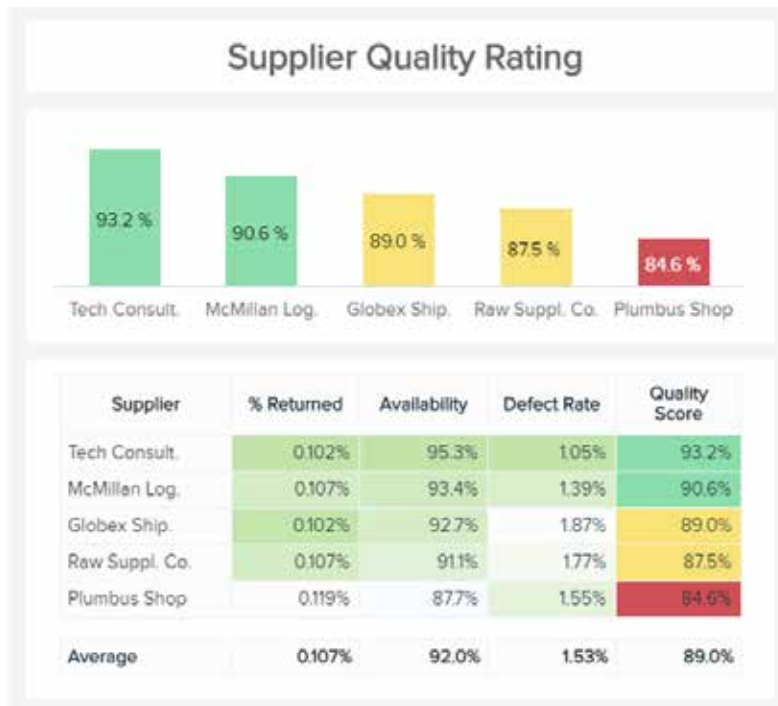 Supplier Quality Rating
93.2 % 90.6 % 89.0 % 87.5 % 84.6 %
Tech Consult. McMillan Log. Globex Ship. Raw Suppl. Co. Plumbus Shop
Supplier % Returned Availability Defect Rate Quality Score
Tech Consult. 0.102% 95.3% 1.05% 93.2%
McMillan Log. 0.107% 93.4% 1.39% 90.6%
Globex Ship. 0.102% 92.7% 1.87% 89.0%
Raw Suppl. Co. 0.107% 91.1% 1.77% 87.5%
Plumbus Shop 0.119% 87.7% 1.55% 84.6%
Average 0.107% 92.0% 1.53% 89.0%